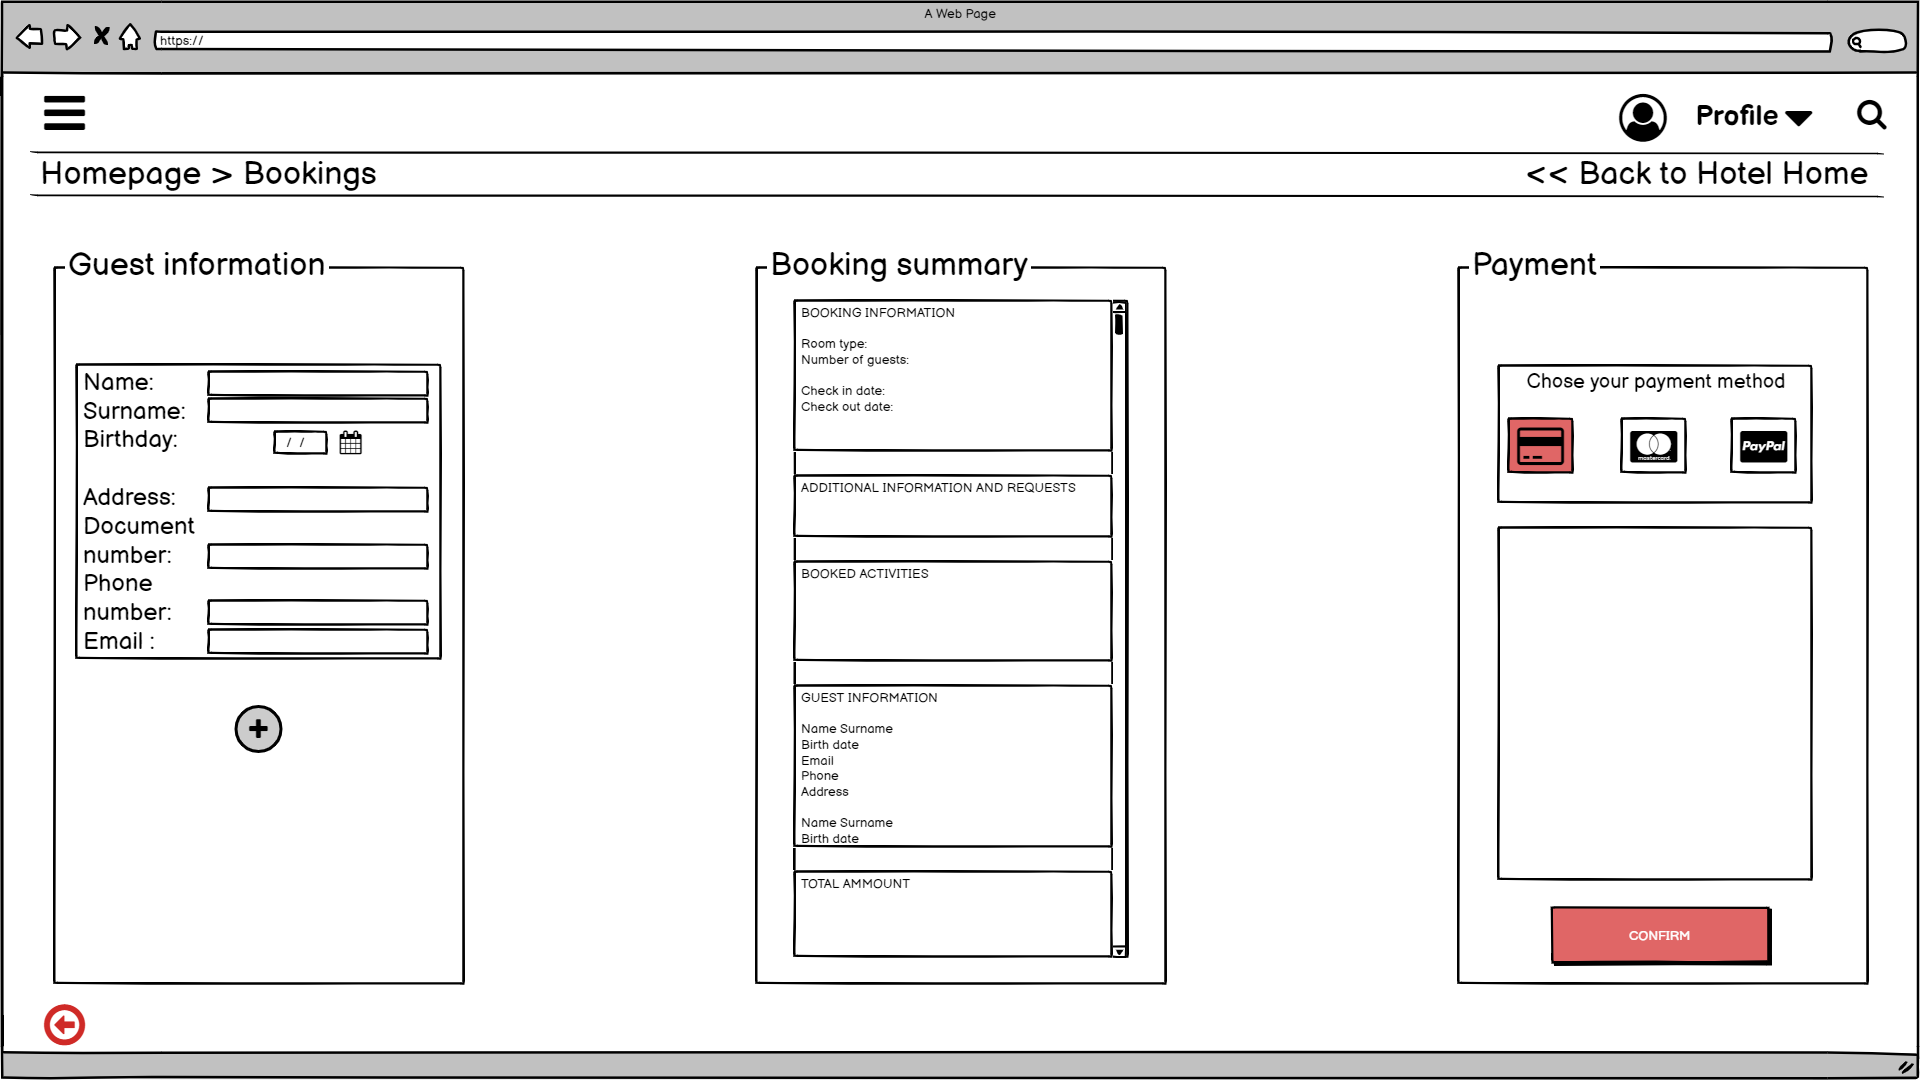 A Web Page
https://
Profile
Homepage > Bookings
<< Back to Hotel Home
Guest information
Name:
Surname:
Birthday:
/ /
Address:
Document
number:
Phone
number:
Email :
Booking summary
BOOKING INFORMATION
Room type:
Number of guests:
Check in date:
Check out date:
ADDITIONAL INFORMATION AND REQUESTS
BOOKED ACTIVITIES
GUEST INFORMATION
Name Surname
Birth date
Email
Phone
Address
Name Surname
Birth date
TOTAL AMMOUNT
Payment
Chose your payment method
mastercard.
PayPal
CONFIRM